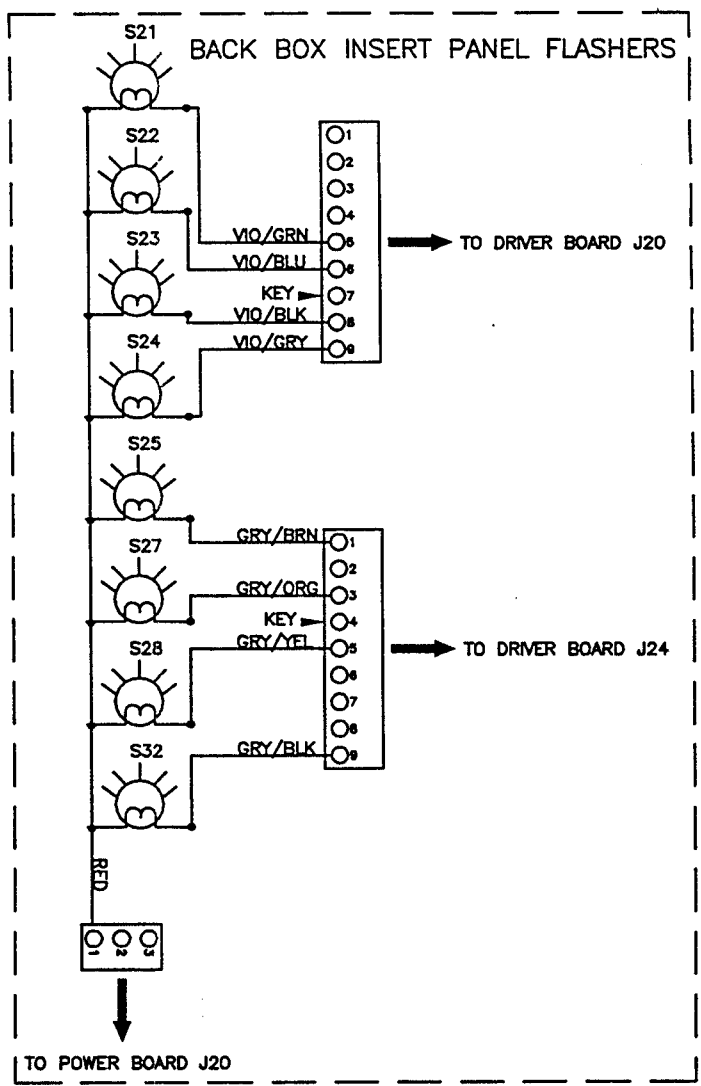 BACK BOX INSERT PANEL FLASHERS
S21
S22
S23
S24
S25
S27
S28
S32
1
2
3
4
VIO/GRN 5
VIO/BLU 6
KEY 7
VIO/BLK 8
VIO/GRY 9
TO DRIVER BOARD J20
GRY/BRN 1
2
GRY/ORG 3
KEY 4
GRY/YEL 5
6
7
8
GRY/BLK 9
TO DRIVER BOARD J24
RED
1 2 3
TO POWER BOARD J20